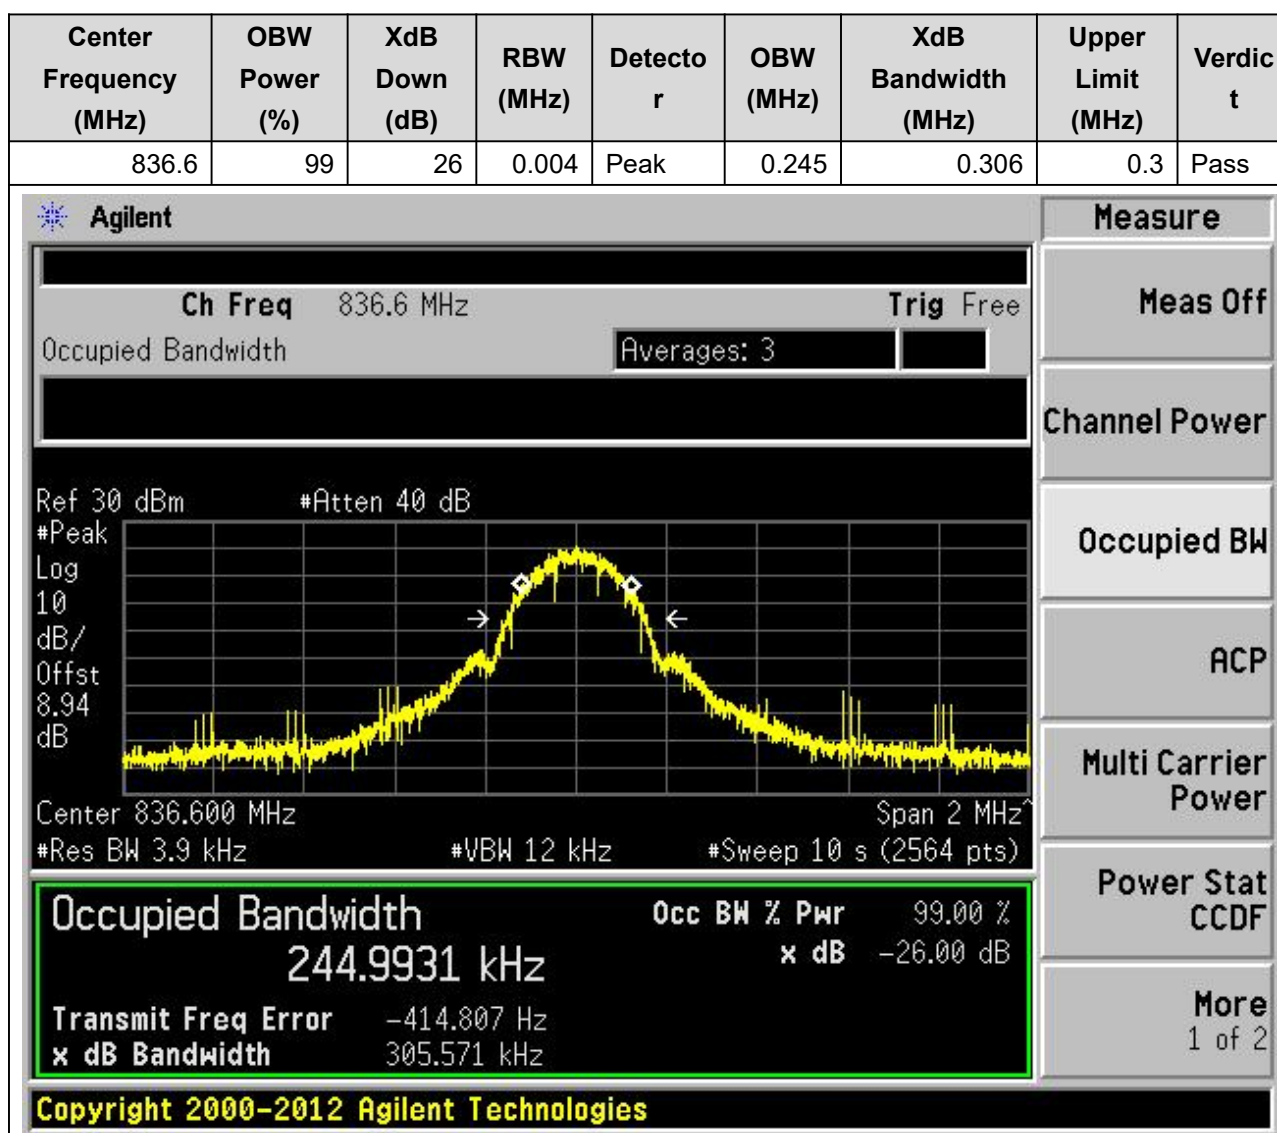 Center Frequency (MHz) OBW Power (%) XdB Down (dB) RBW (MHz) Detector OBW (MHz) XdB Bandwidth (MHz) Upper Limit (MHz) Verdict
836.6 99 26 0.004 Peak 0.245 0.306 0.3 Pass
Agilent
Measure
Ch Freq 836.6 MHz Trig Free
Occupied Bandwidth Averages: 3
Ref 30 dBm #Atten 40 dB
#Peak
Log
10
dB/
Offst
8.94
dB
Center 836.600 MHz Span 2 MHz^
#Res BW 3.9 kHz #VBW 12 kHz #Sweep 10 s (2564 pts)
Occupied Bandwidth Occ BW % Pwr 99.00 %
244.9931 kHz x dB -26.00 dB
Transmit Freq Error -414.807 Hz
x dB Bandwidth 305.571 kHz
Copyright 2000-2012 Agilent Technologies
Meas Off
Channel Power
Occupied BW
ACP
Multi Carrier
Power
Power Stat
CCDF
More
1 of 2